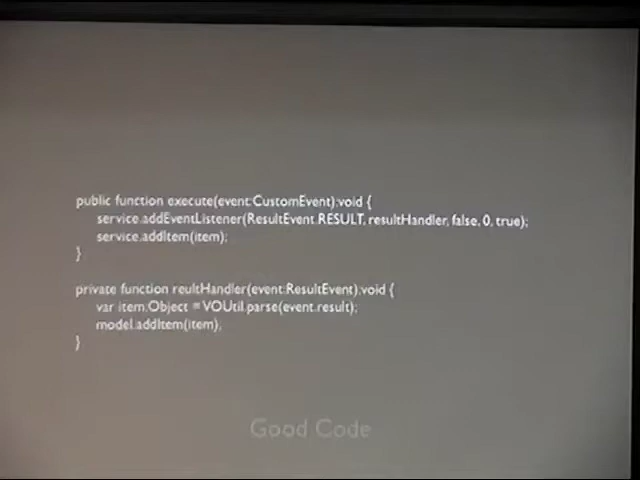 public function execute(event:CustomEvent):void {
service.addEventListener(ResultEvent.RESULT, resultHandler, false, 0, true);
service.addItem(item);
}
private function reultHandler(event:ResultEvent):void {
var item:Object = VOUtil.parse(event.result);
model.addItem(item);
}
Good Code